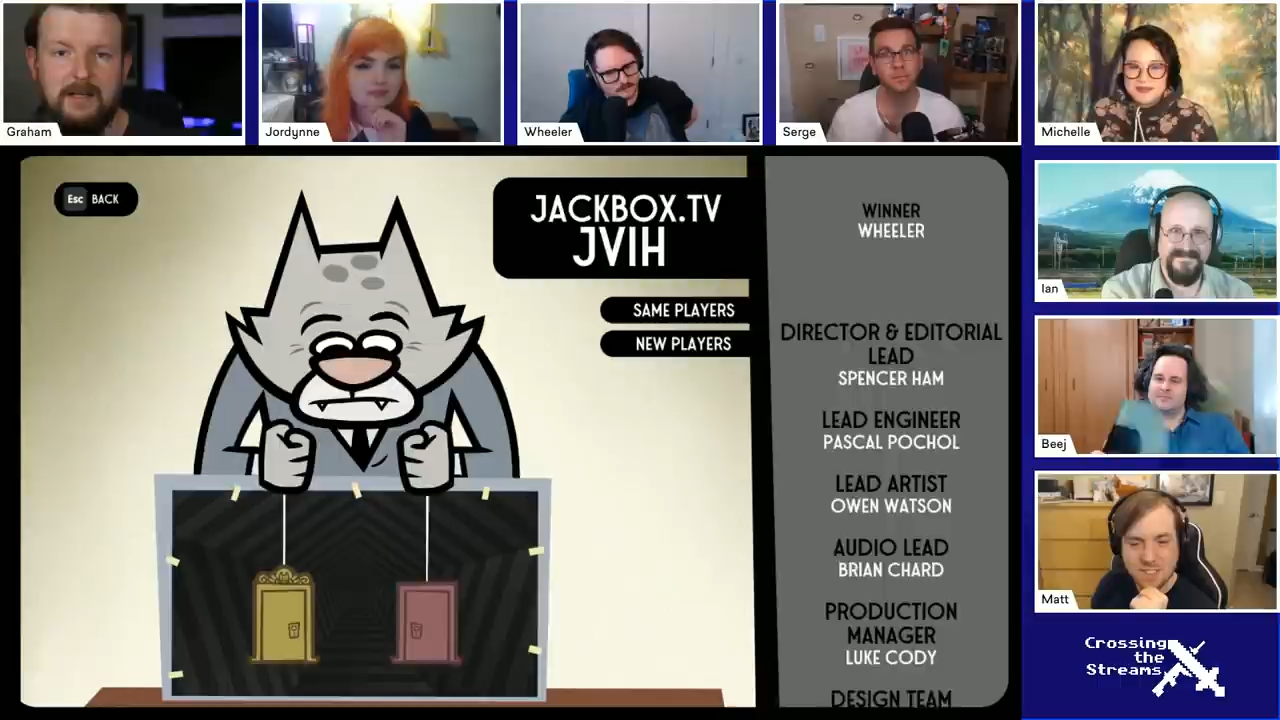 Graham
Jordynne
Wheeler
Serge
Michelle
Esc BACK
JACKBOX.TV
JVIH
SAME PLAYERS
NEW PLAYERS
WINNER
WHEELER
DIRECTOR & EDITORIAL
LEAD
SPENCER HAM
LEAD ENGINEER
PASCAL POCHOL
LEAD ARTIST
OWEN WATSON
AUDIO LEAD
BRIAN CHARD
PRODUCTION
MANAGER
LUKE CODY
DESIGN TEAM
Ian
Beej
Matt
Crossing
the
Streams